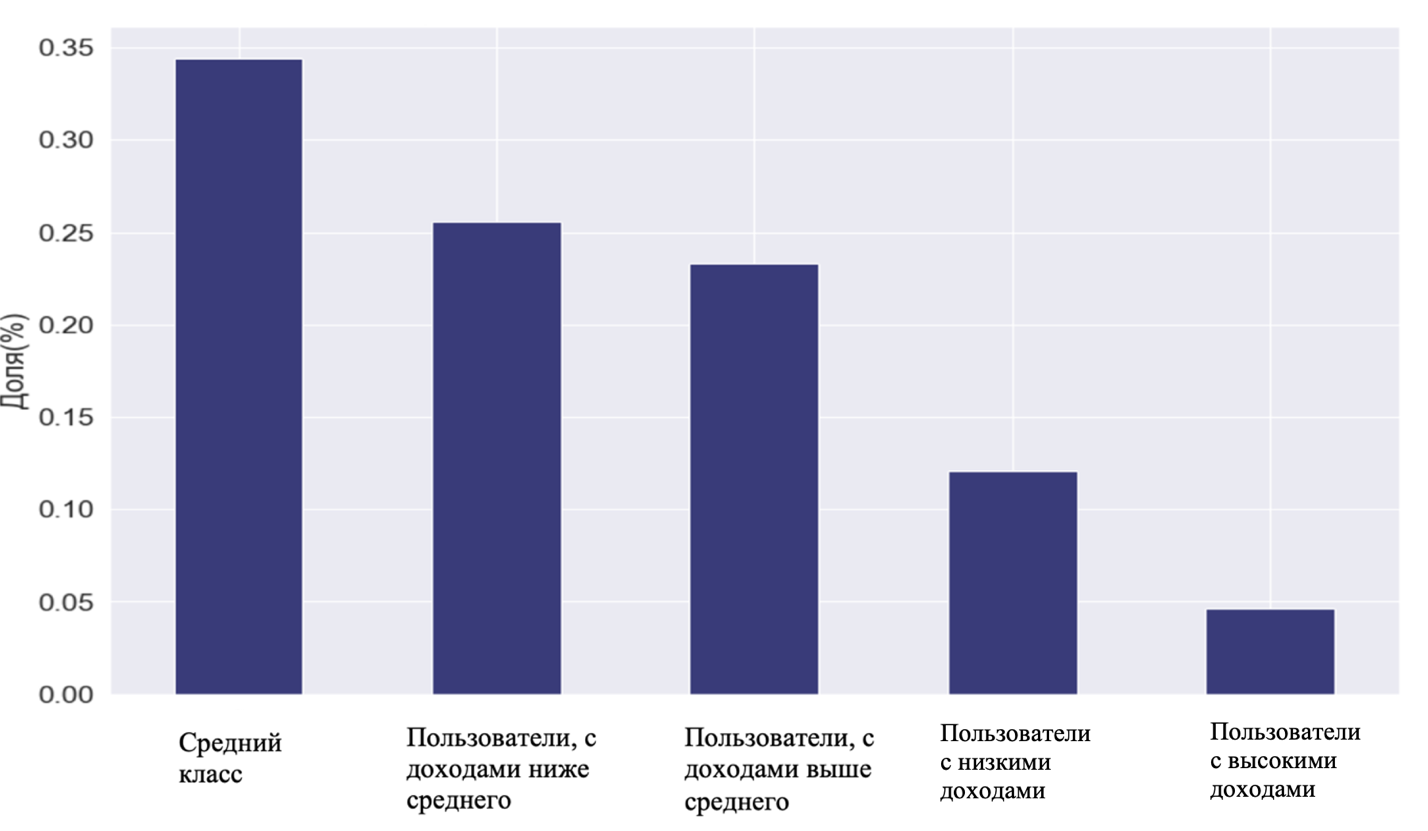 0.35
0.30
0.25
0.20
0.15
0.10
0.05
0.00
Доля(%)
Средний
класс
Пользователи, с
доходами ниже
среднего
Пользователи, с
доходами выше
среднего
Пользователи
с низкими
доходами
Пользователи
с высокими
доходами